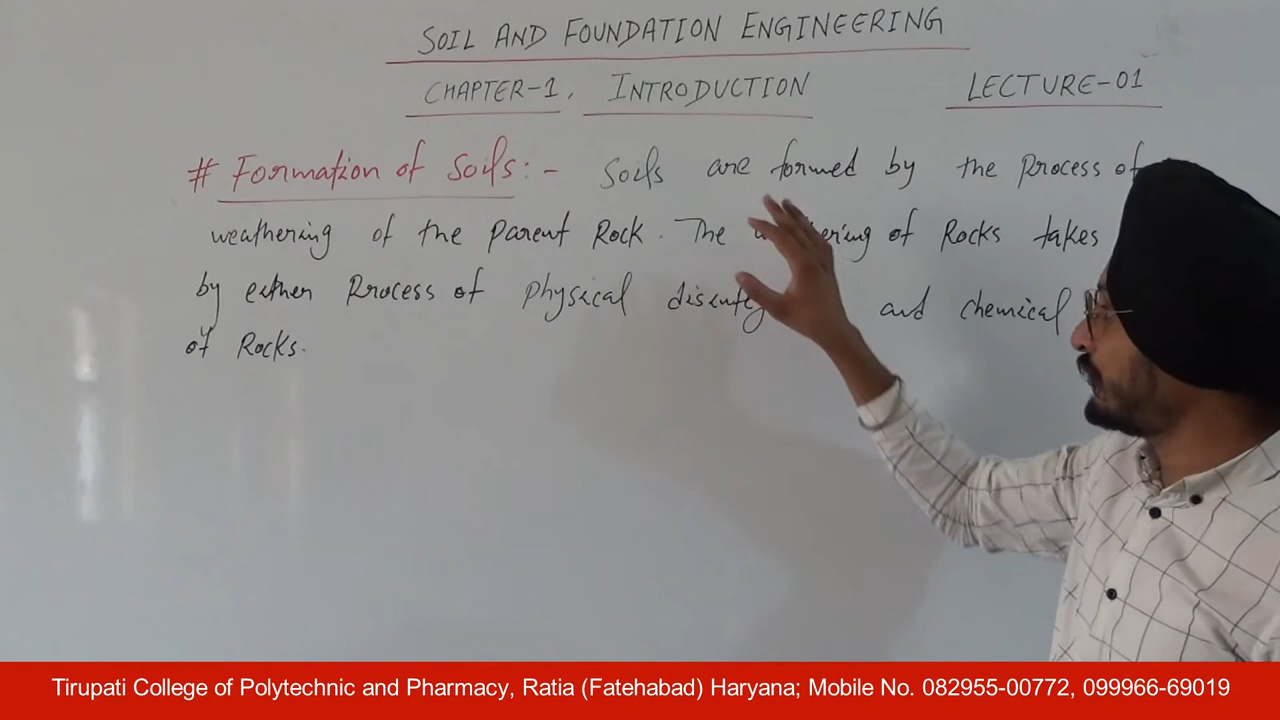 SOIL AND FOUNDATION ENGINEERING
CHAPTER-1, INTRODUCTION LECTURE-01
# Formation of Soils:- Soils are formed by the Process of
weathering of the Parent Rock. The of Rocks takes
by either Process of Physical and chemical
of Rocks.
Tirupati College of Polytechnic and Pharmacy, Ratia (Fatehabad) Haryana; Mobile No. 082955-00772, 099966-69019